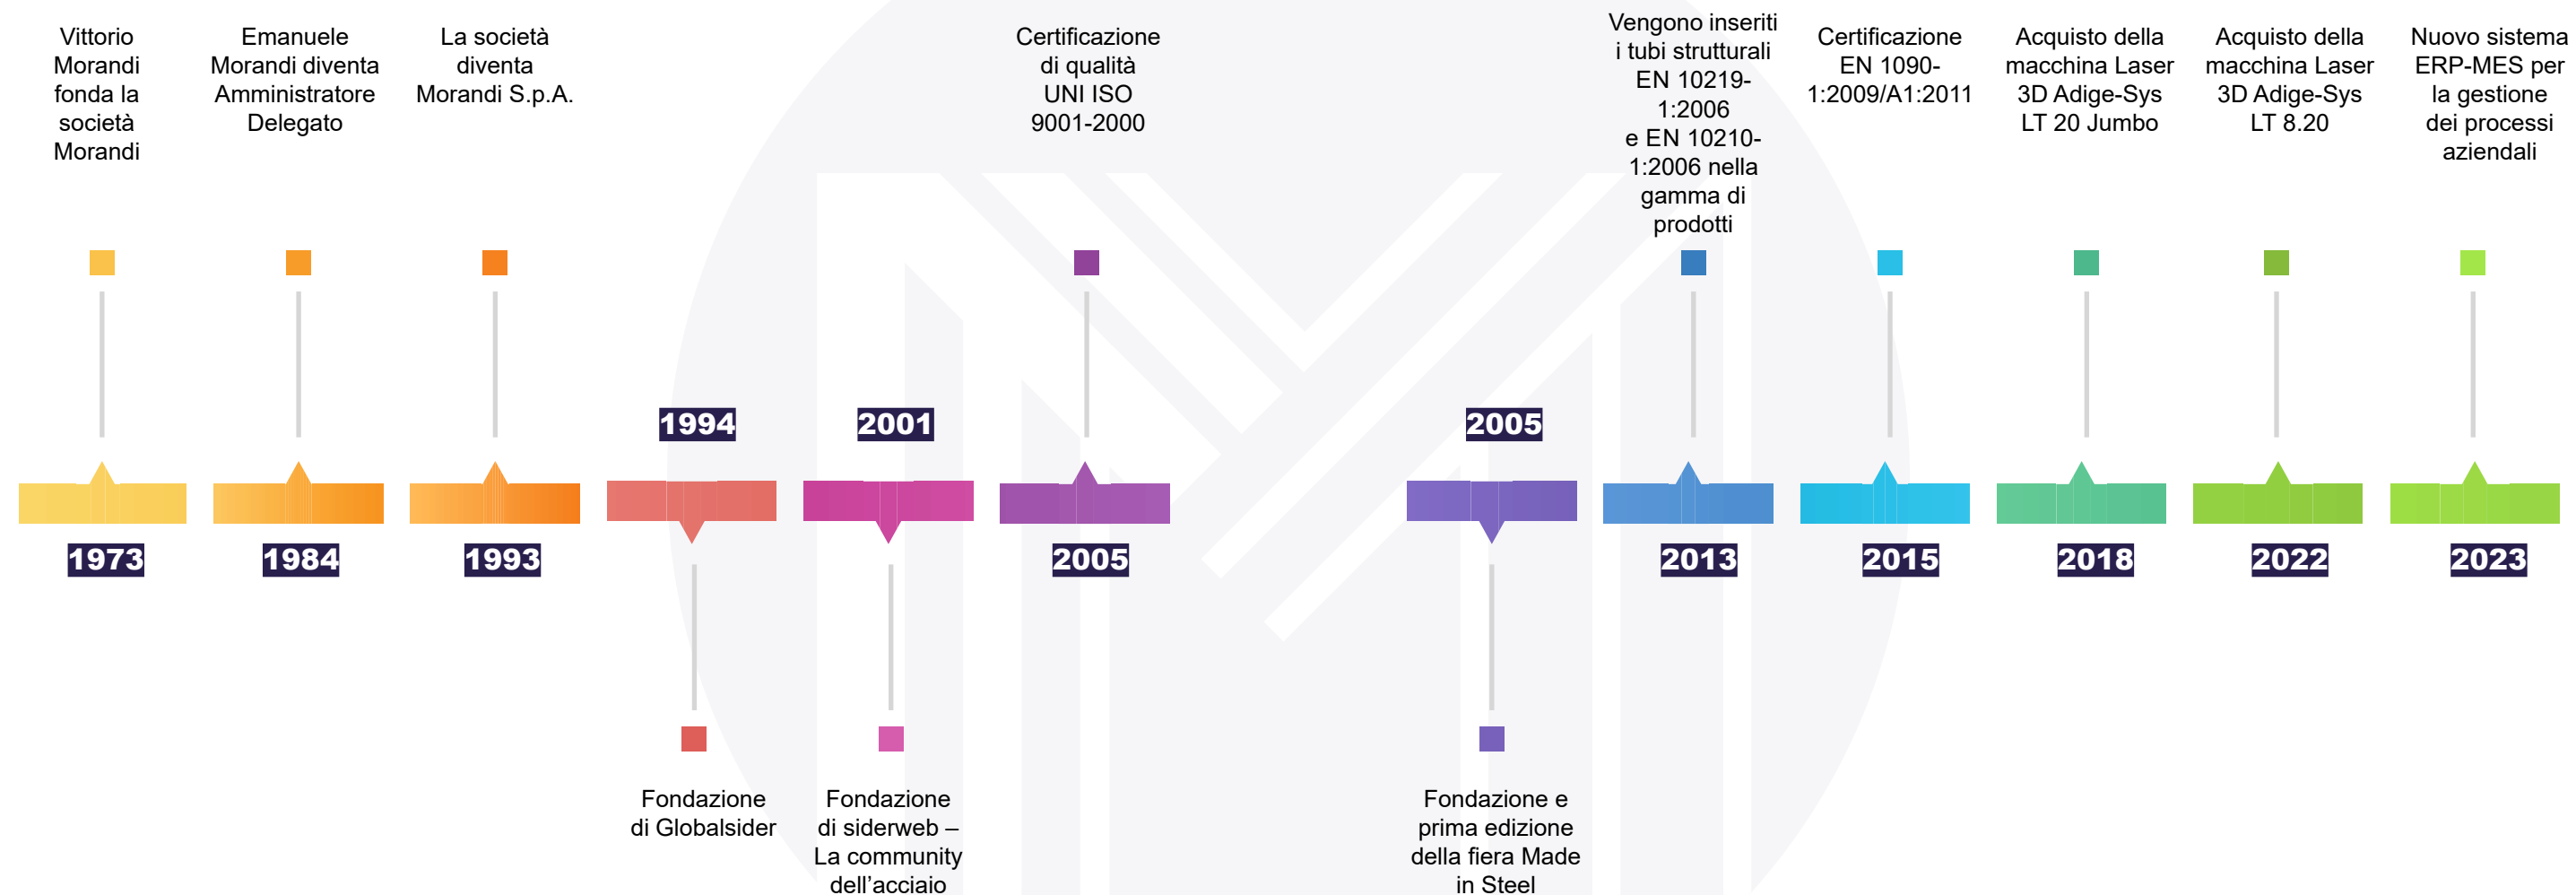 Vittorio
Morandi
fonda la
società
Morandi
1973
Emanuele
Morandi diventa
Amministratore
Delegato
1984
La società
diventa
Morandi S.p.A.
1993
1994
Fondazione
di Globalsider
2001
Fondazione
di siderweb –
La community
dell'acciaio
Certificazione
di qualità
UNI ISO
9001-2000
2005
2005
Fondazione e
prima edizione
della fiera Made
in Steel
Vengono inseriti
i tubi strutturali
EN 10219-
1:2006
e EN 10210-
1:2006 nella
gamma di
prodotti
2013
Certificazione
EN 1090-
1:2009/A1:2011
2015
Acquisto della
macchina Laser
3D Adige-Sys
LT 20 Jumbo
2018
Acquisto della
macchina Laser
3D Adige-Sys
LT 8.20
2022
Nuovo sistema
ERP-MES per
la gestione
dei processi
aziendali
2023